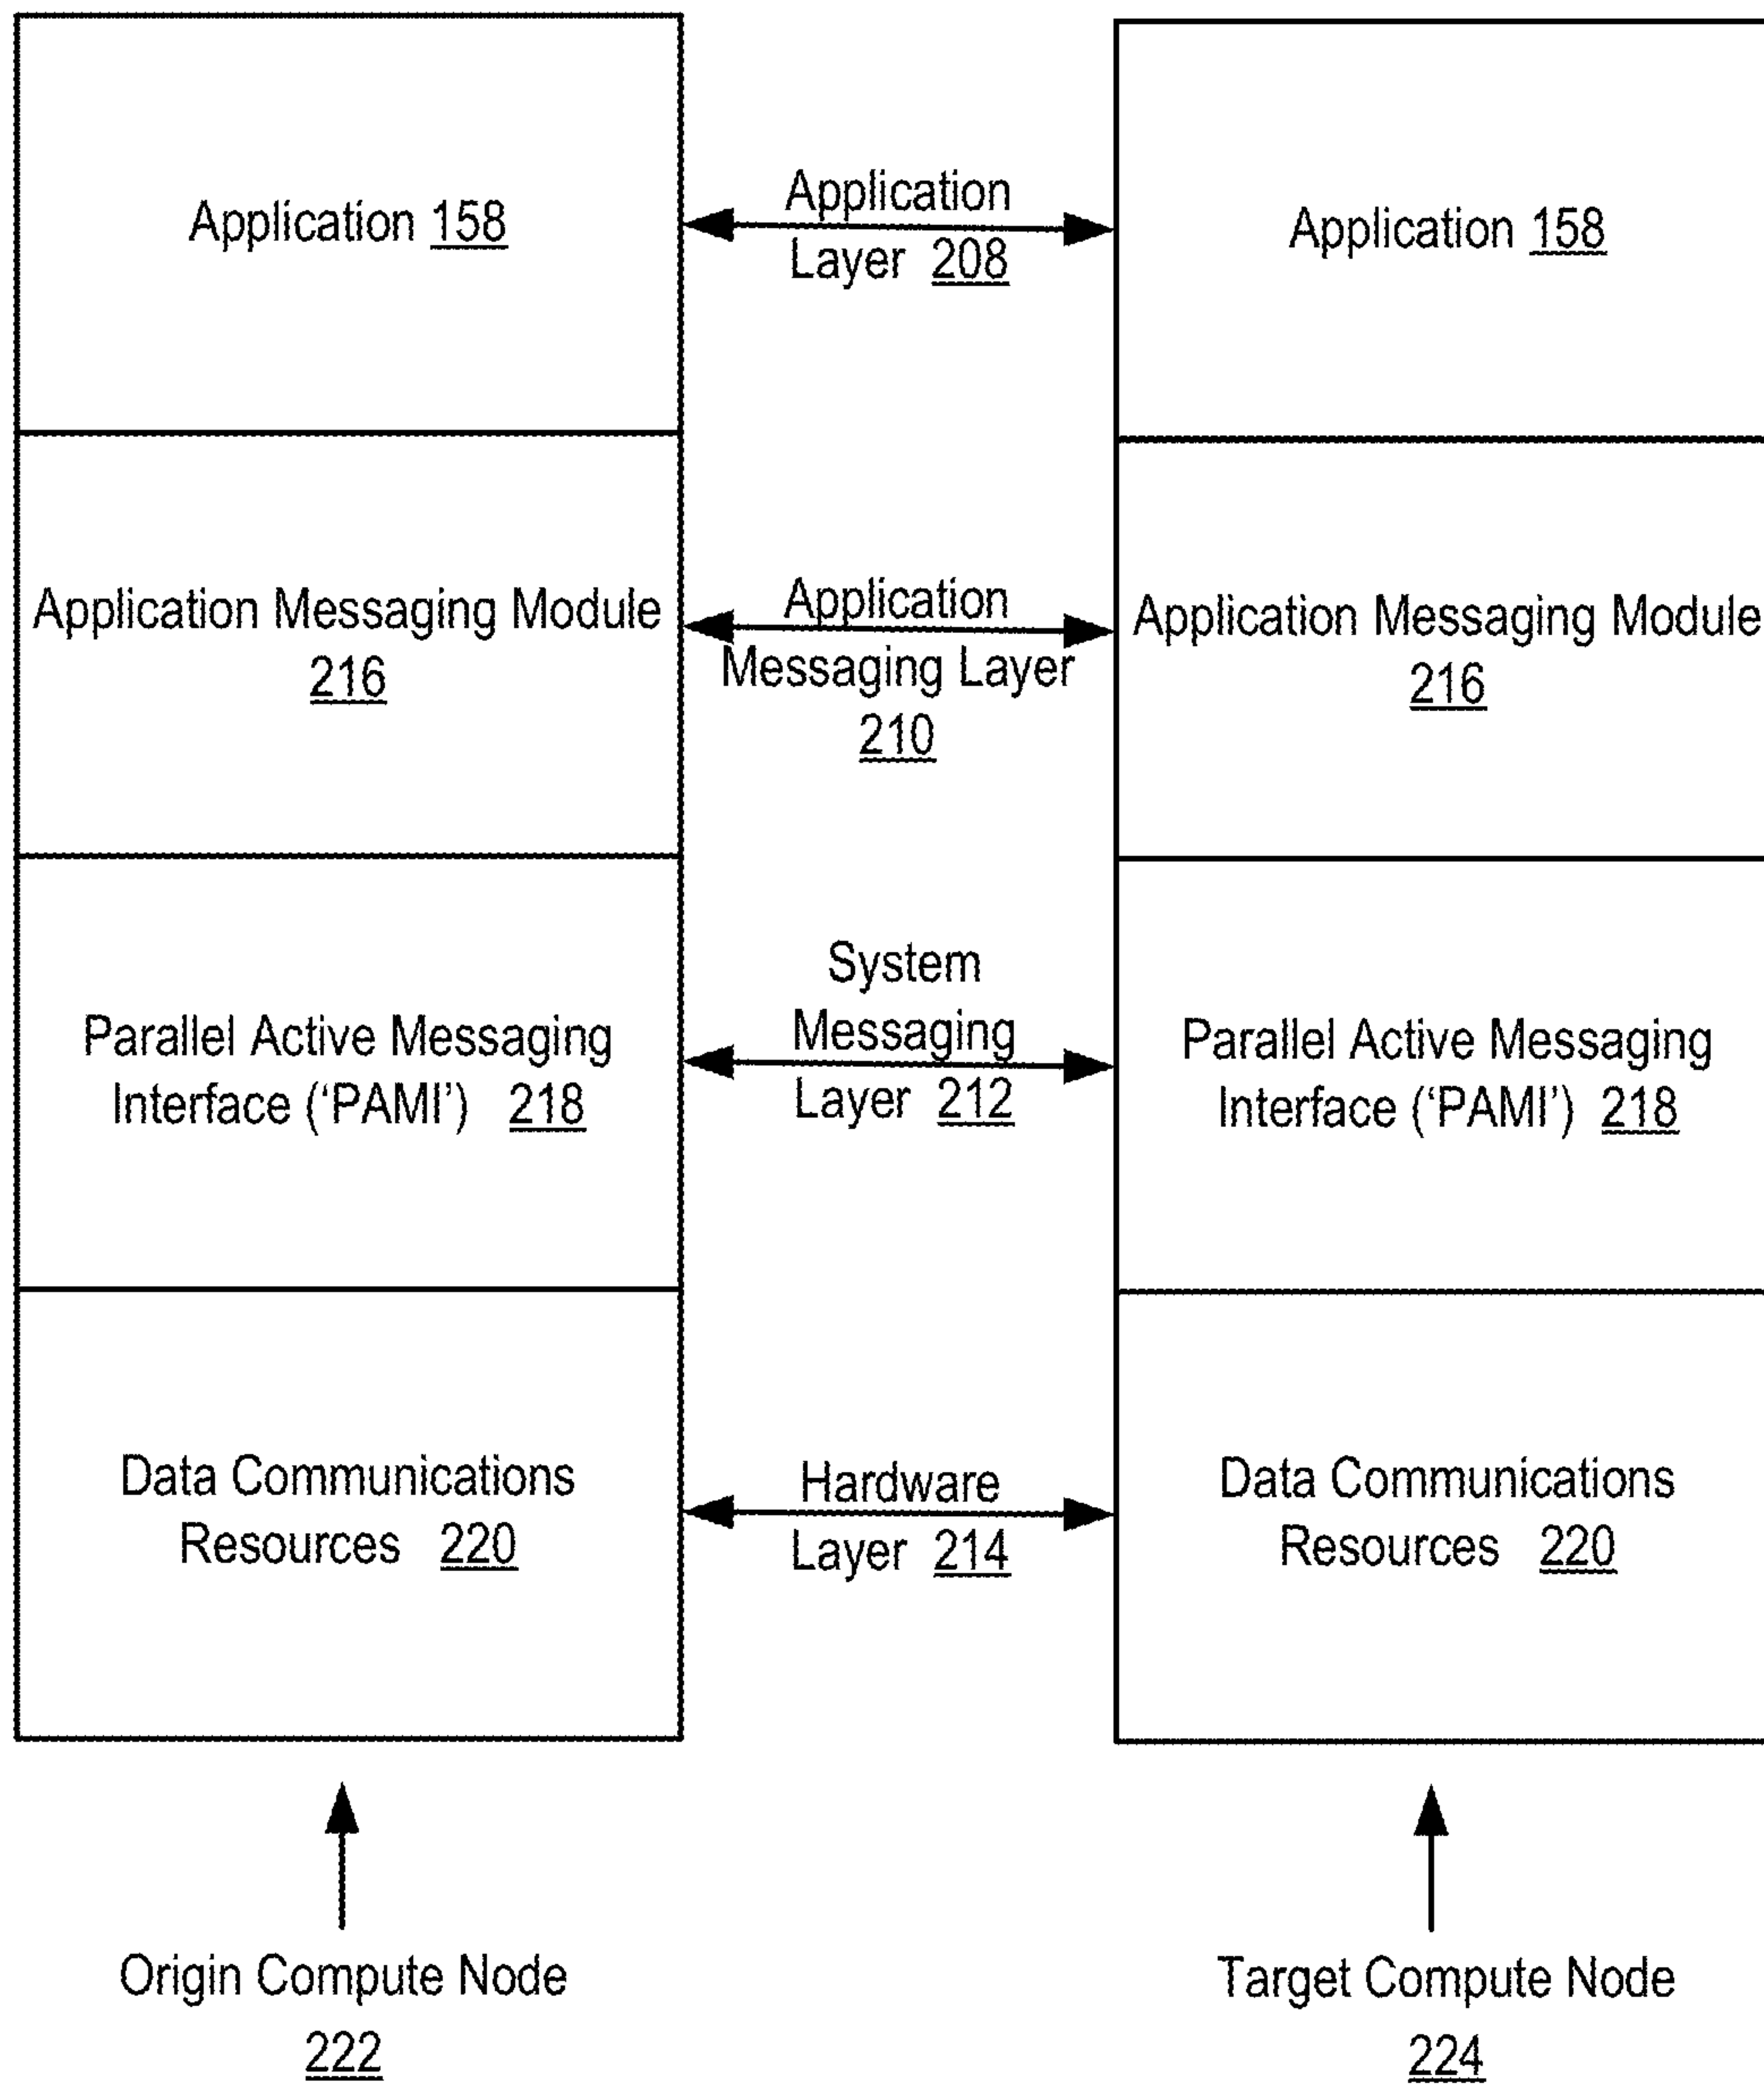 Application 158
Application
Layer 208
Application 158
Application Messaging Module
216
Application
Messaging Layer
210
Application Messaging Module
216
Parallel Active Messaging
Interface (‘PAMI’) 218
System
Messaging
Layer 212
Parallel Active Messaging
Interface (‘PAMI’) 218
Data Communications
Resources 220
Hardware
Layer 214
Data Communications
Resources 220
Origin Compute Node
222
Target Compute Node
224